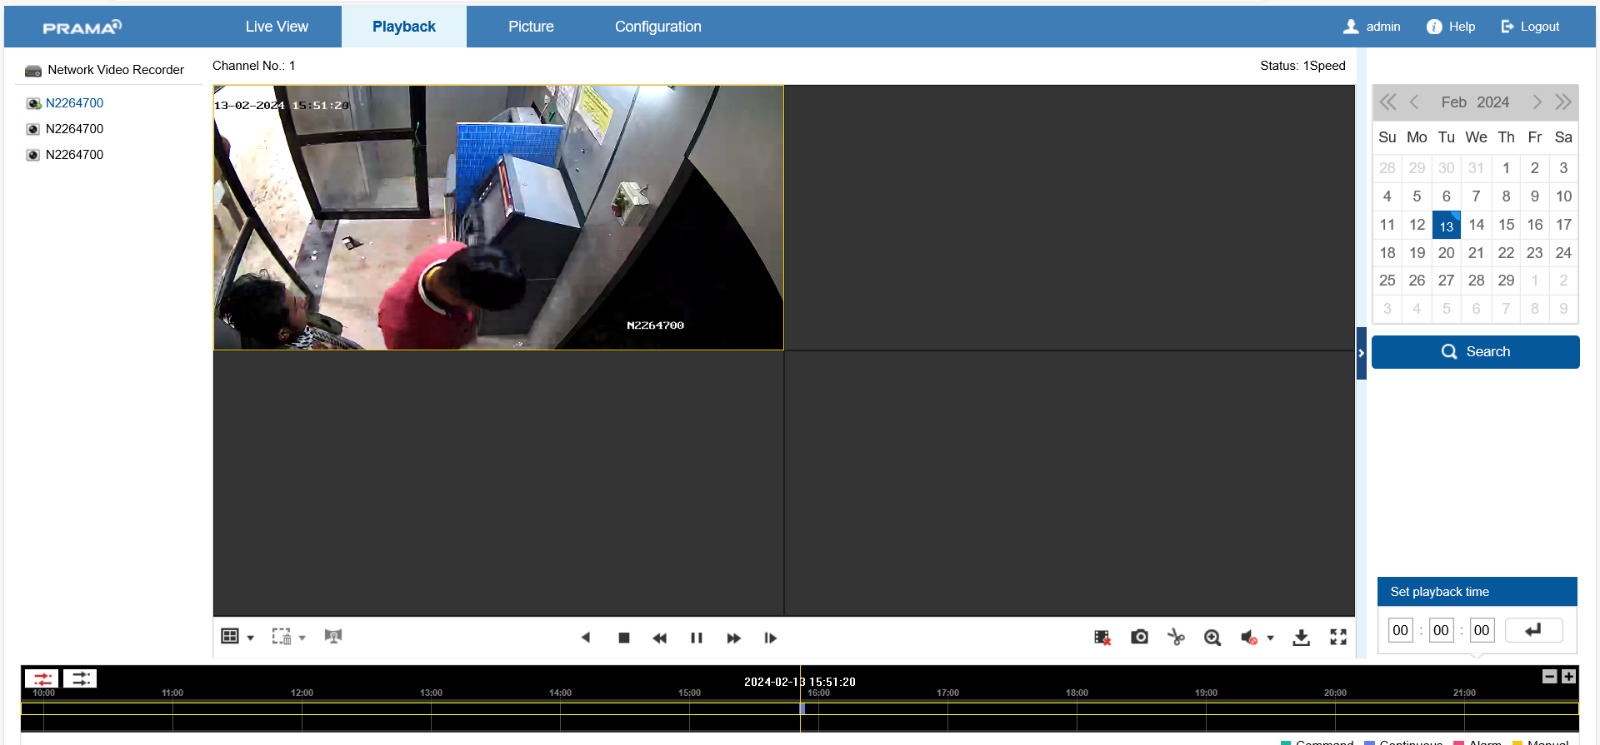 PRAMA
Live View
Playback
Picture
Configuration
admin
Help
Logout
Network Video Recorder
N2264700
N2264700
N2264700
Channel No.: 1
Status: 1Speed
13-02-2024 15:51:20
N2264700
Feb 2024
Su Mo Tu We Th Fr Sa
28 29 30 31 1 2 3
4 5 6 7 8 9 10
11 12 13 14 15 16 17
18 19 20 21 22 23 24
25 26 27 28 29 1 2
3 4 5 6 7 8 9
Search
Set playback time
00 : 00 : 00
2024-02-13 15:51:20
10:00 11:00 12:00 13:00 14:00 15:00 16:00 17:00 18:00 19:00 20:00 21:00
Command Continuous Alarm Manual